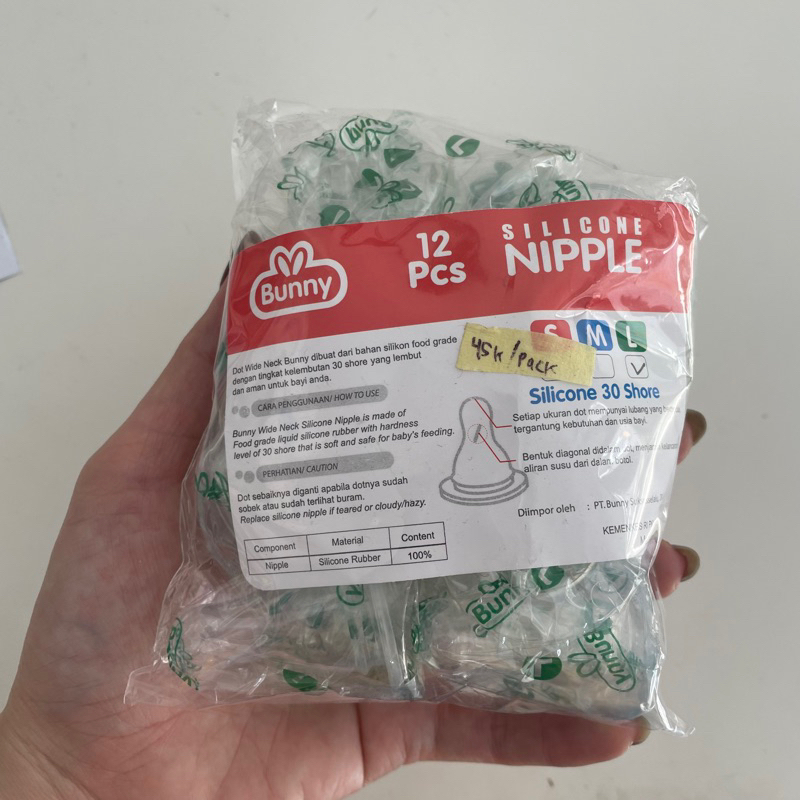 Bunny
12
Pcs
SILICONE
NIPPLE
S M L
45k/pack
Silicone 30 Shore
Dot Wide Neck Bunny dibuat dari bahan silikon food grade
dengan tingkat kelembutan 30 shore yang lembut
dan aman untuk bayi anda.
CARA PENGGUNAAN/ HOW TO USE
Bunny Wide Neck Silicone Nipple is made of
Food grade liquid silicone rubber with hardness
level of 30 shore that is soft and safe for baby's feeding.
PERHATIAN/ CAUTION
Dot sebaiknya diganti apabila dotnya sudah
sobek atau sudah terlihat buram.
Replace silicone nipple if teared or cloudy/hazy.
Component Material Content
Nipple Silicone Rubber 100%
Setiap ukuran dot mempunyai lubang yang
tergantung kebutuhan dan usia bayi.
Bentuk diagonal didalam
aliran susu dari dalam botol.
Diimpor oleh : PT.Bunny
Bunny
L
Bunny
Bunny
L
Bunny